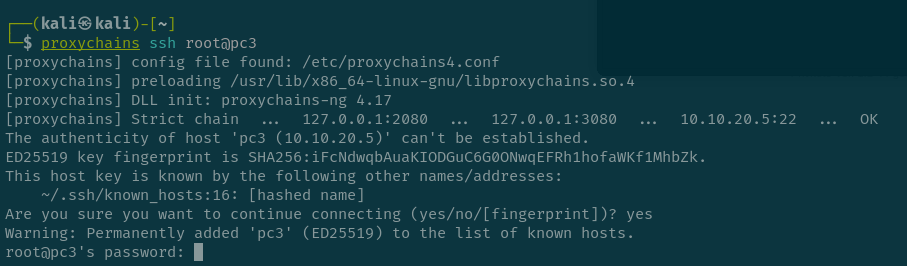 ┌──(kali㉿kali)-[~]
└─$ proxychains ssh root@pc3
[proxychains] config file found: /etc/proxychains4.conf
[proxychains] preloading /usr/lib/x86_64-linux-gnu/libproxychains.so.4
[proxychains] DLL init: proxychains-ng 4.17
[proxychains] Strict chain  ...  127.0.0.1:2080  ...  127.0.0.1:3080  ...  10.10.20.5:22  ...  OK
The authenticity of host 'pc3 (10.10.20.5)' can't be established.
ED25519 key fingerprint is SHA256:iFcNdwqbAuaKIODGuC6G0ONwqEFRh1hofaWKf1MhbZk.
This host key is known by the following other names/addresses:
    ~/.ssh/known_hosts:16: [hashed name]
Are you sure you want to continue connecting (yes/no/[fingerprint])? yes
Warning: Permanently added 'pc3' (ED25519) to the list of known hosts.
root@pc3's password: